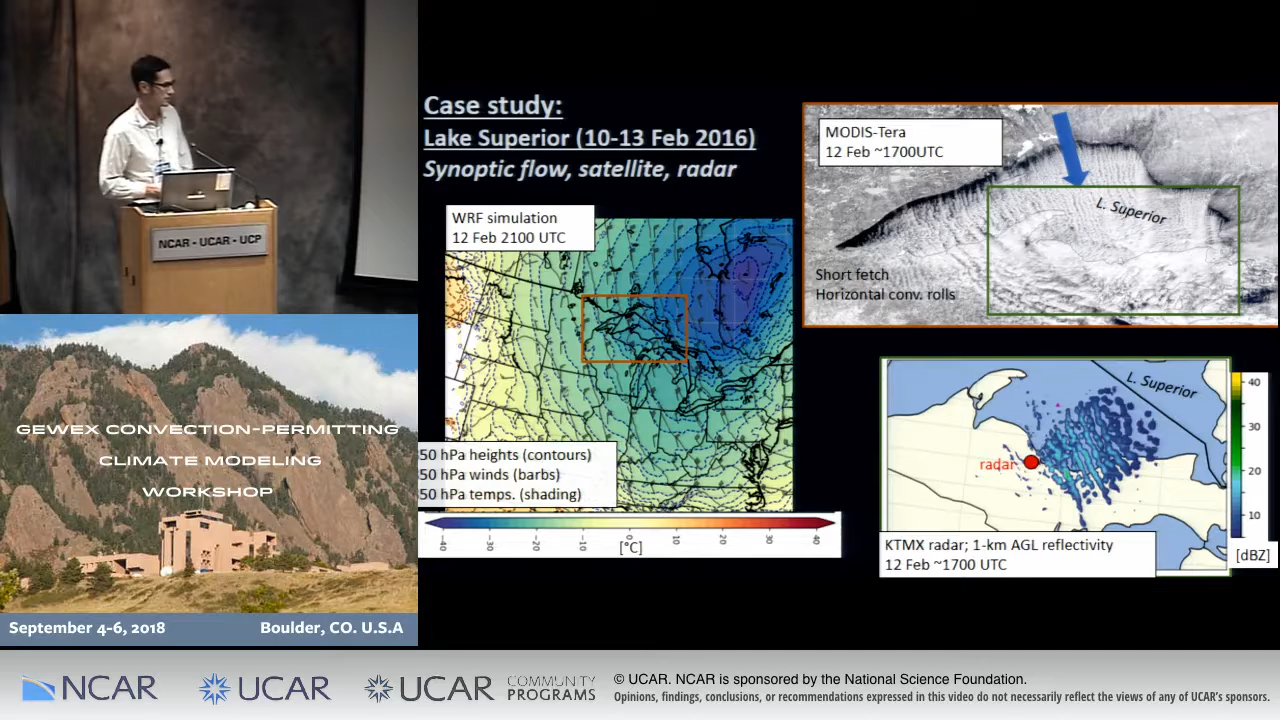 NCAR - UCAR - UCP
GEWEX CONVECTION-PERMITTING
CLIMATE MODELING
WORKSHOP
September 4-6, 2018
Boulder, CO. U.S.A
Case study:
Lake Superior (10-13 Feb 2016)
Synoptic flow, satellite, radar
WRF simulation
12 Feb 2100 UTC
50 hPa heights (contours)
50 hPa winds (barbs)
50 hPa temps. (shading)
-40 -30 -20 -10 0 10 20 30 40
[°C]
MODIS-Tera
12 Feb ~1700UTC
L. Superior
Short fetch
Horizontal conv. rolls
L. Superior
radar
KTMX radar; 1-km AGL reflectivity
12 Feb ~1700 UTC
40
30
20
10
[dBZ]
NCAR
UCAR
UCAR
COMMUNITY
PROGRAMS
© UCAR. NCAR is sponsored by the National Science Foundation.
Opinions, findings, conclusions, or recommendations expressed in this video do not necessarily reflect the views of any of UCAR's sponsors.